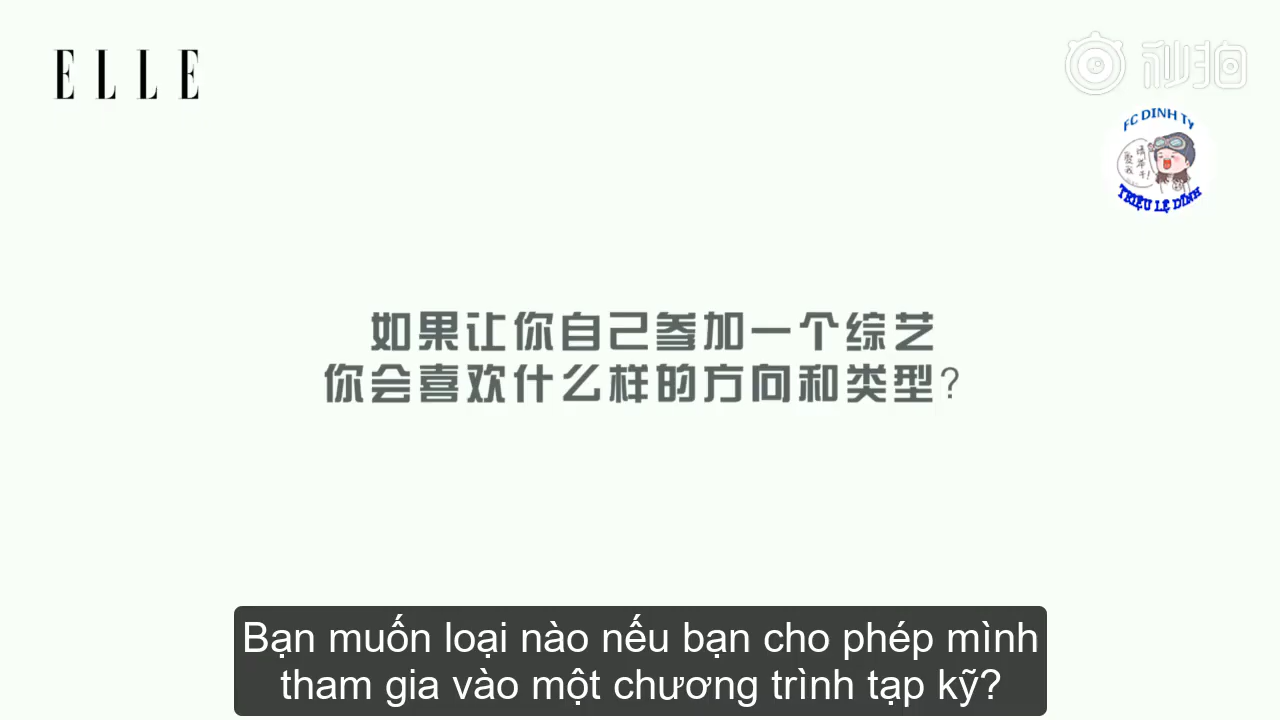 ELLE
秒拍
FC DINH TY
TRIỆU LỆ DĨNH
如果让你自己参加一个综艺
你会喜欢什么样的方向和类型?
Bạn muốn loại nào nếu bạn cho phép mình
tham gia vào một chương trình tạp kỹ?